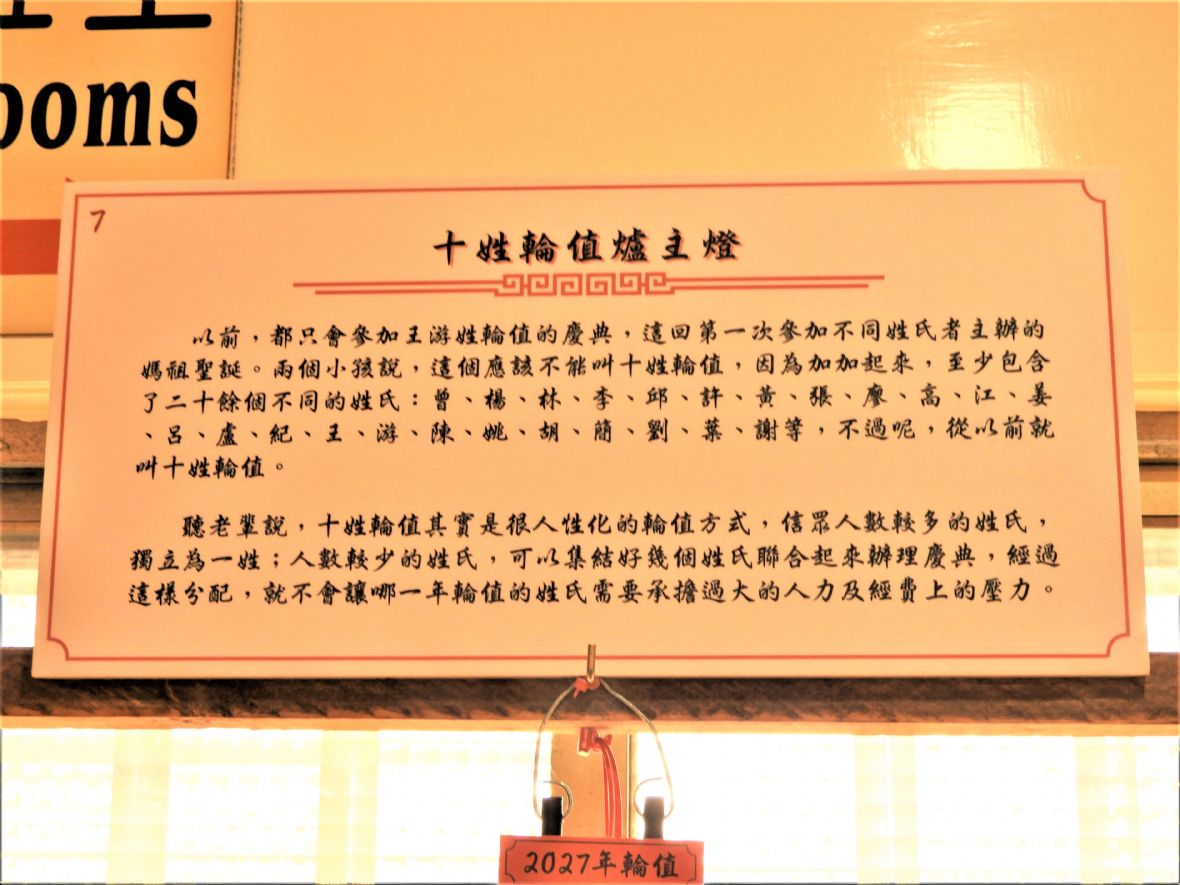 ooms
7
十姓輪值爐主燈
以前，都只會參加王游姓輪值的慶典，這回第一次參加不同姓氏者主辦的
媽祖聖誕。兩個小孩說，這個應該不能叫十姓輪值，因為加加起來，至少包含
了二十餘個不同的姓氏：曾、楊、林、李、邱、許、黃、張、廖、高、江、姜
、呂、盧、紀、王、游、陳、姚、胡、簡、劉、葉、謝等，不過呢，從以前就
叫十姓輪值。
聽老輩說，十姓輪值其實是很人性化的輪值方式，信眾人數較多的姓氏，
獨立為一姓；人數較少的姓氏，可以集結好幾個姓氏聯合起來辦理慶典，經過
這樣分配，就不會讓哪一年輪值的姓氏需要承擔過大的人力及經費上的壓力。
2027年輪值